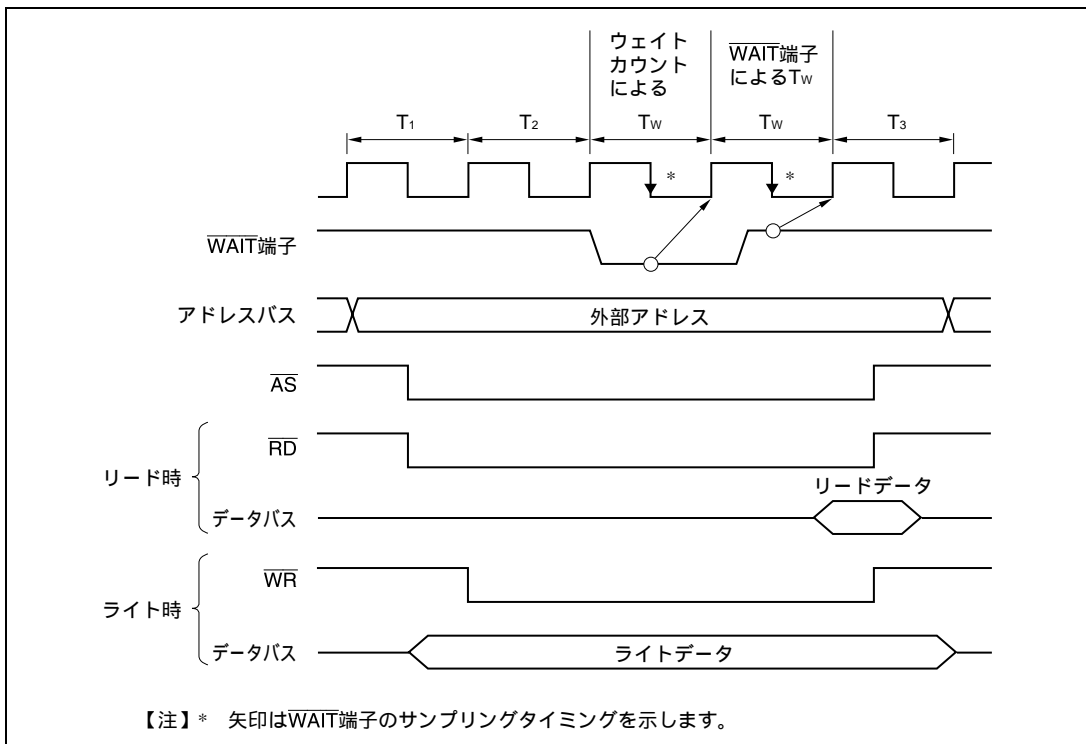 ウェイト
カウント
による
WAIT端子
によるTw
T1
T2
Tw
Tw
T3
*
*
WAIT端子
アドレスバス
外部アドレス
AS
リード時
RD
リードデータ
データバス
ライト時
WR
データバス
ライトデータ
【注】* 矢印はWAIT端子のサンプリングタイミングを示します。